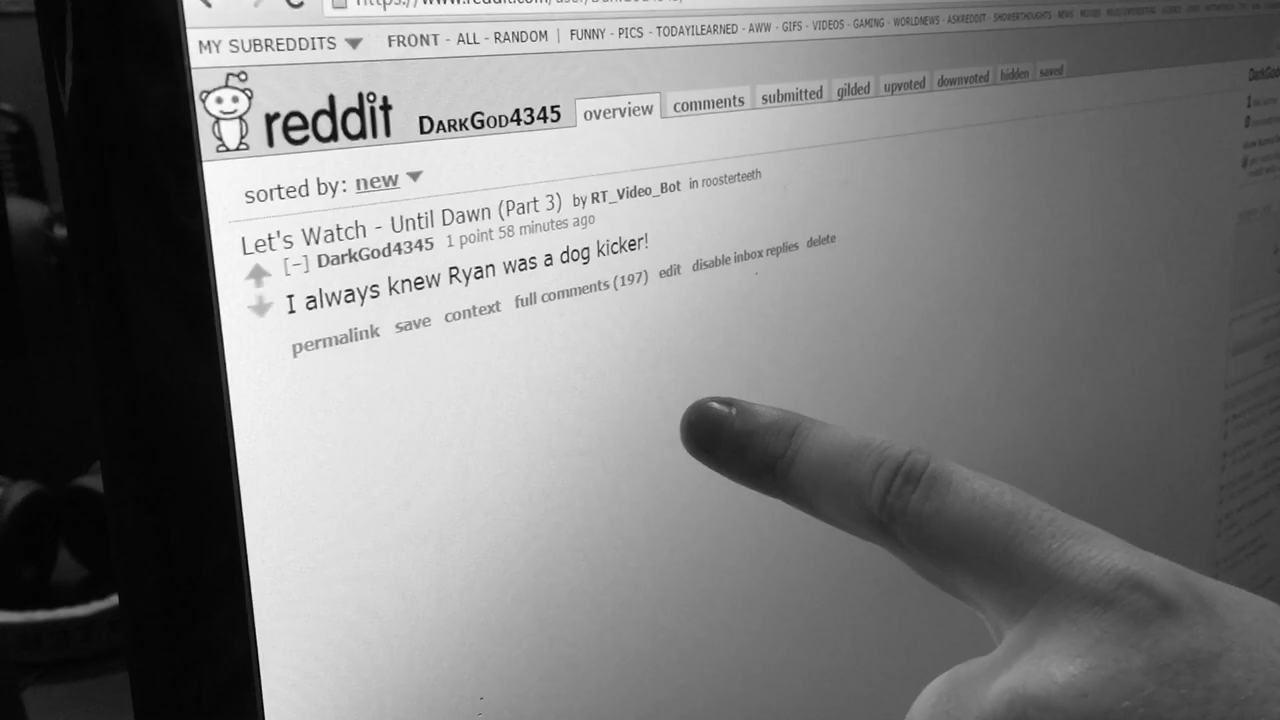 MY SUBREDDITS FRONT - ALL - RANDOM | FUNNY - PICS - TODAYILEARNED - AWW - GIFS - VIDEOS - GAMING - WORLDNEWS - ASKREDDIT - SHOWERTHOUGHTS NEWS
reddit DARKGOD4345 overview comments submitted gilded upvoted downvoted hidden saved
sorted by: new
Let's Watch - Until Dawn (Part 3) by RT_Video_Bot in roosterteeth
[–] DarkGod4345 1 point 58 minutes ago
I always knew Ryan was a dog kicker!
permalink save context full comments (197) edit disable inbox replies delete